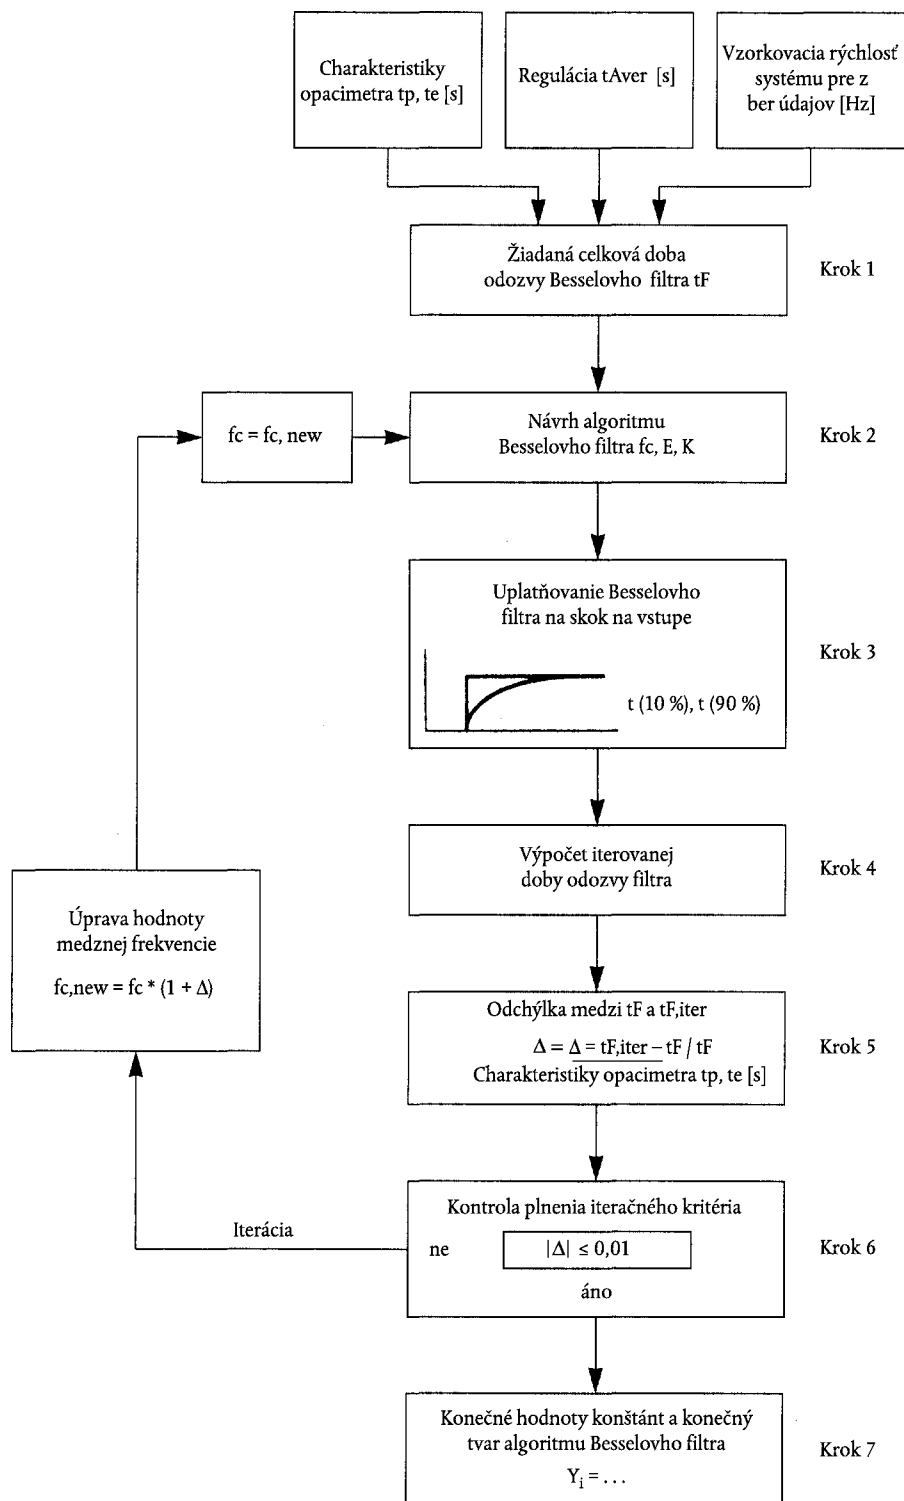 Charakteristiky
opacimetra tp, te [s]
Regulácia tAver [s]
Vzorkovacia rýchlosť
systému pre z
ber údajov [Hz]
Žiadaná celková doba
odozvy Besselovho filtra tF
Krok 1
fc = fc, new
Návrh algoritmu
Besselovho filtra fc, E, K
Krok 2
Uplatňovanie Besselovho
filtra na skok na vstupe
t (10 %), t (90 %)
Krok 3
Výpočet iterovanej
doby odozvy filtra
Krok 4
Úprava hodnoty
medznej frekvencie
fc,new = fc * (1 + Δ)
Odchýlka medzi tF a tF,iter
Δ = Δ = tF,iter – tF / tF
Charakteristiky opacimetra tp, te [s]
Krok 5
Iterácia
Kontrola plnenia iteračného kritéria
ne
|Δ| ≤ 0,01
áno
Krok 6
Konečné hodnoty konštánt a konečný
tvar algoritmu Besselovho filtra
Yi = . . .
Krok 7